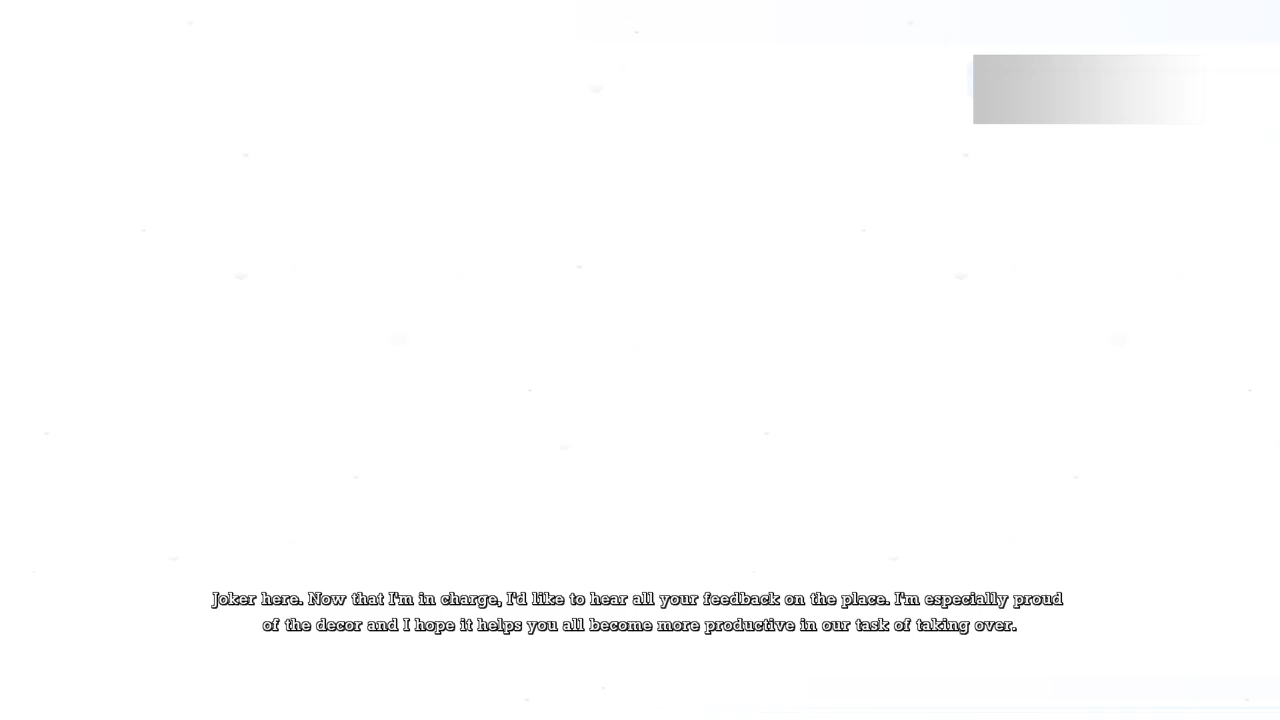 Joker here. Now that I'm in charge, I'd like to hear all your feedback on the place. I'm especially proud
of the decor and I hope it helps you all become more productive in our task of taking over.